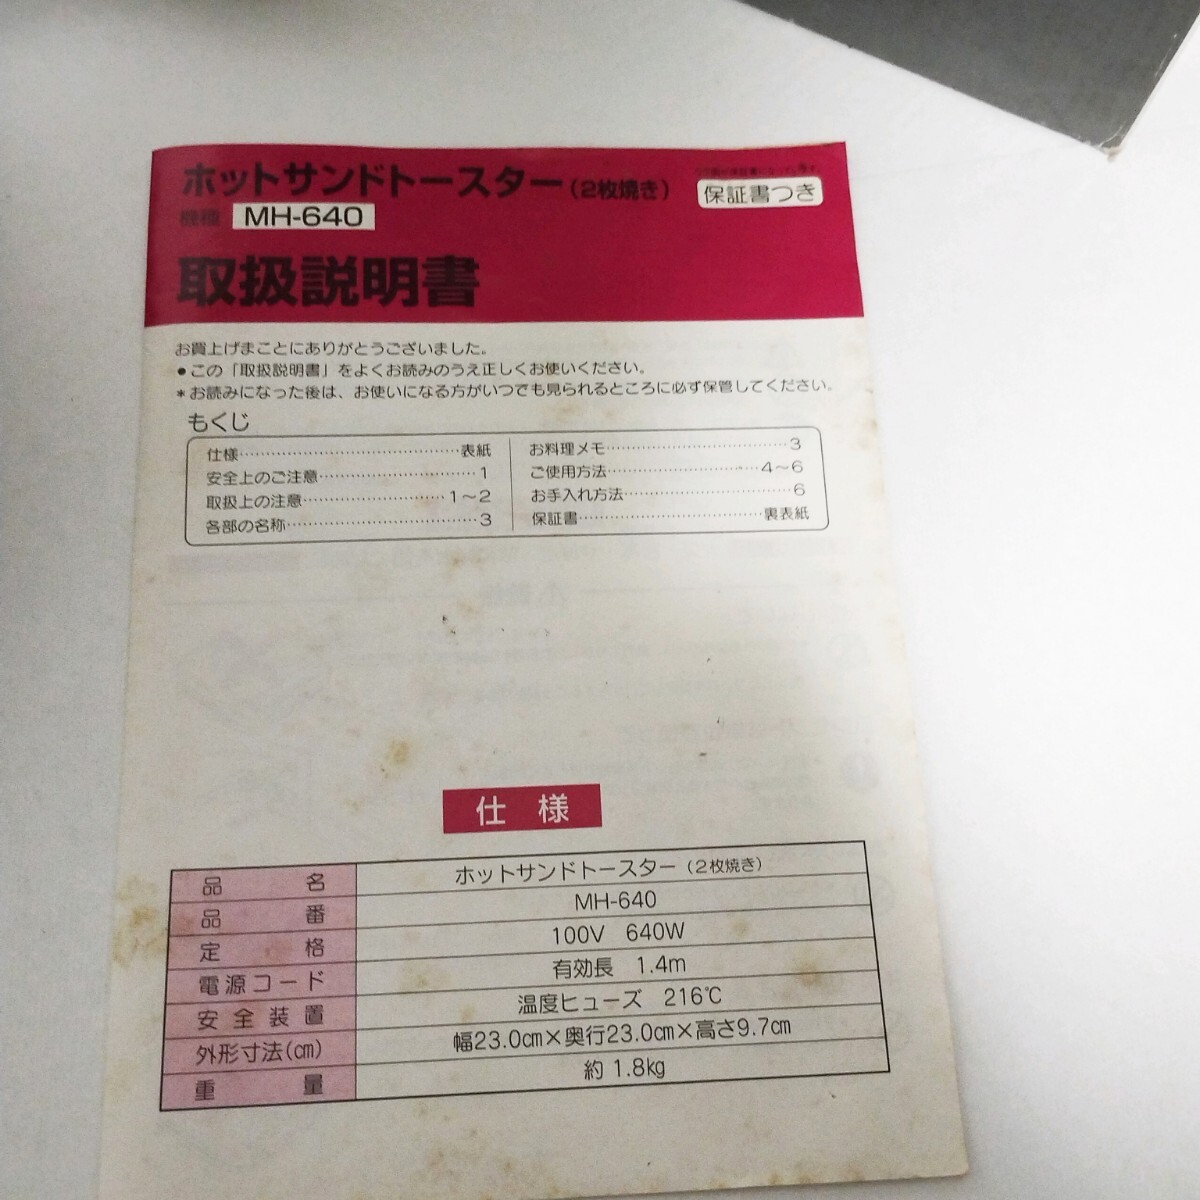 ホットサンドトースター(2枚焼き)
保証書つき
機種 MH-640
取扱説明書
お買上げまことにありがとうございました。
●この「取扱説明書」をよくお読みのうえ正しくお使いください。
*お読みになった後は、お使いになる方がいつでも見られるところに必ず保管してください。
もくじ
仕様……………………………表紙
安全上のご注意……………………1
取扱上の注意…………………1〜2
各部の名称…………………………3
お料理メモ…………………………3
ご使用方法…………………4〜6
お手入れ方法………………………6
保証書…………………………裏表紙
仕 様
品 名 ホットサンドトースター(2枚焼き)
品 番 MH-640
定 格 100V 640W
電源コード 有効長 1.4m
安全装置 温度ヒューズ 216℃
外形寸法(cm) 幅23.0cm×奥行23.0cm×高さ9.7cm
重 量 約1.8kg